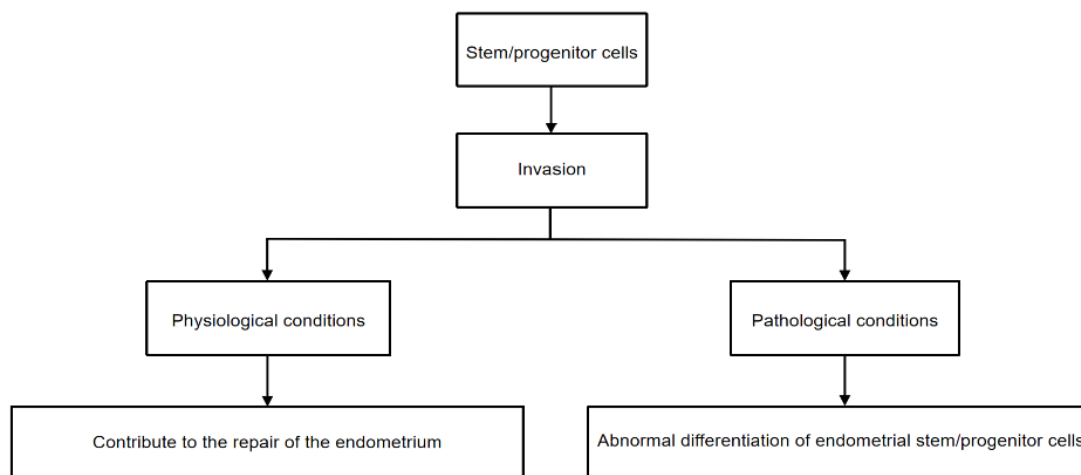 Stem/progenitor cells
Invasion
Physiological conditions
Pathological conditions
Contribute to the repair of the endometrium
Abnormal differentiation of endometrial stem/progenitor cells